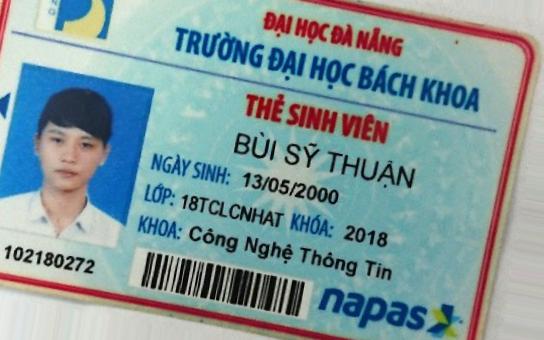 ĐẠI HỌC ĐÀ NẴNG
TRƯỜNG ĐẠI HỌC BÁCH KHOA
THẺ SINH VIÊN
BÙI SỸ THUẬN
NGÀY SINH: 13/05/2000
LỚP: 18TCLCNHAT KHÓA: 2018
KHOA: Công Nghệ Thông Tin
102180272
napas